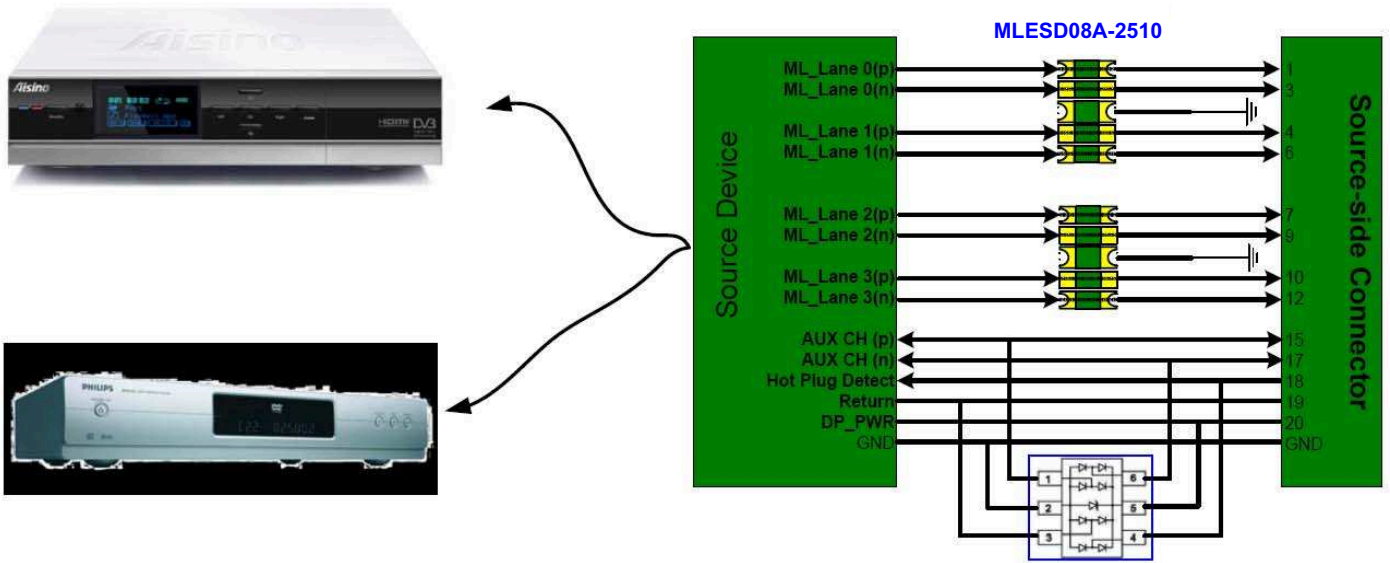 MLESD08A-2510
Aisino
Aisino
HDMI DVB
PHILIPS
Source Device
ML_Lane 0(p)
ML_Lane 0(n)
ML_Lane 1(p)
ML_Lane 1(n)
ML_Lane 2(p)
ML_Lane 2(n)
ML_Lane 3(p)
ML_Lane 3(n)
AUX CH (p)
AUX CH (n)
Hot Plug Detect
Return
DP_PWR
GND
1
3
4
6
7
9
10
12
15
17
18
19
20
GND
Source-side Connector
1
2
3
6
5
4